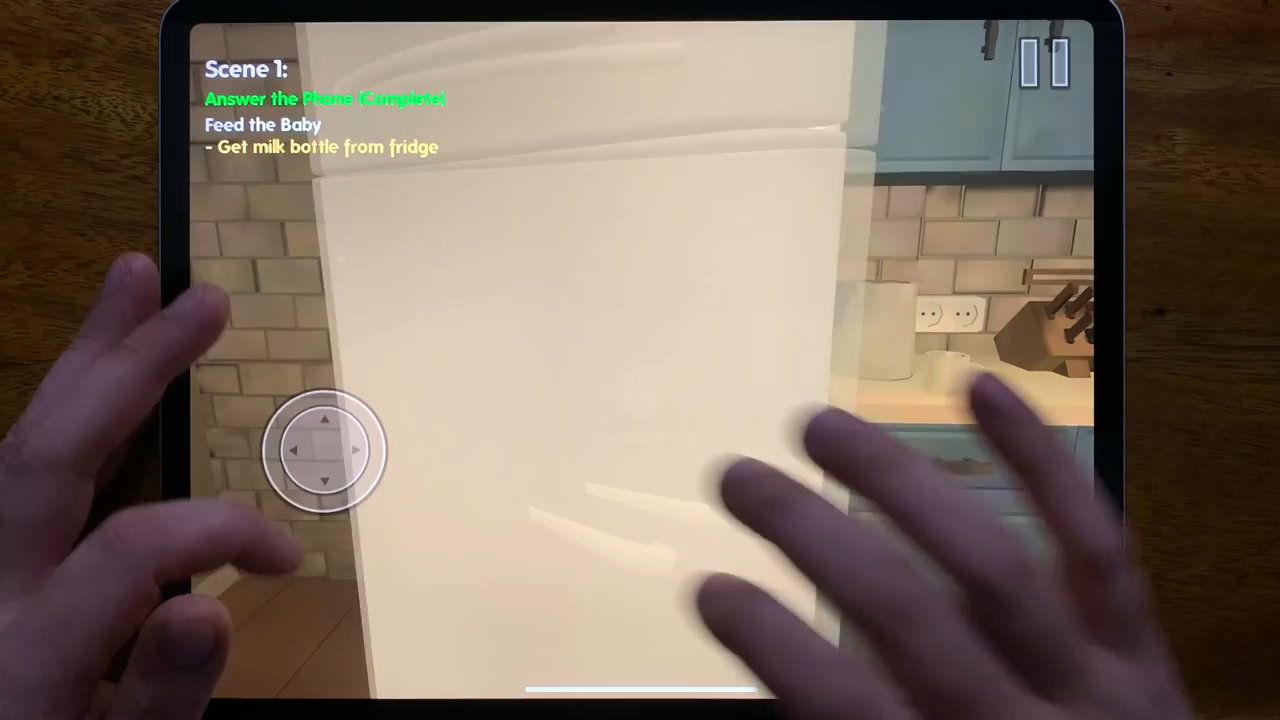 Scene 1:
Answer the Phone (Complete)
Feed the Baby
- Get milk bottle from fridge